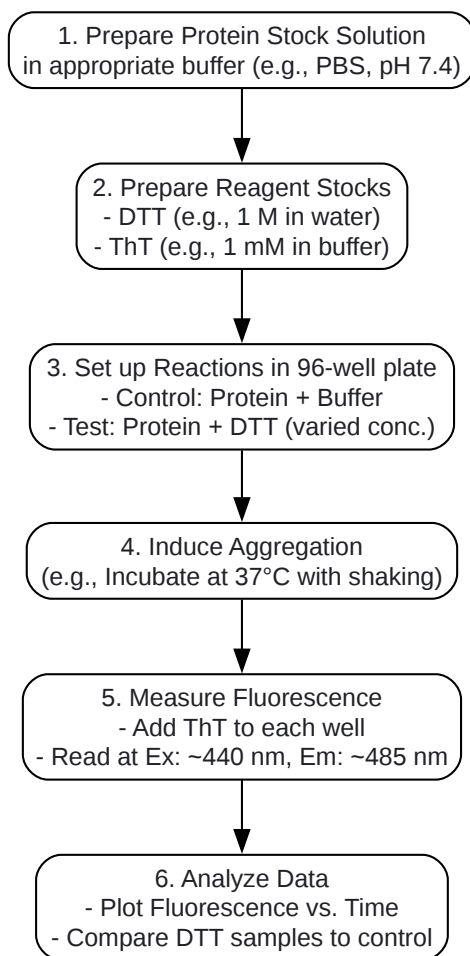 1. Prepare Protein Stock Solution
in appropriate buffer (e.g., PBS, pH 7.4)
2. Prepare Reagent Stocks
- DTT (e.g., 1 M in water)
- ThT (e.g., 1 mM in buffer)
3. Set up Reactions in 96-well plate
- Control: Protein + Buffer
- Test: Protein + DTT (varied conc.)
4. Induce Aggregation
(e.g., Incubate at 37°C with shaking)
5. Measure Fluorescence
- Add ThT to each well
- Read at Ex: ~440 nm, Em: ~485 nm
6. Analyze Data
- Plot Fluorescence vs. Time
- Compare DTT samples to control